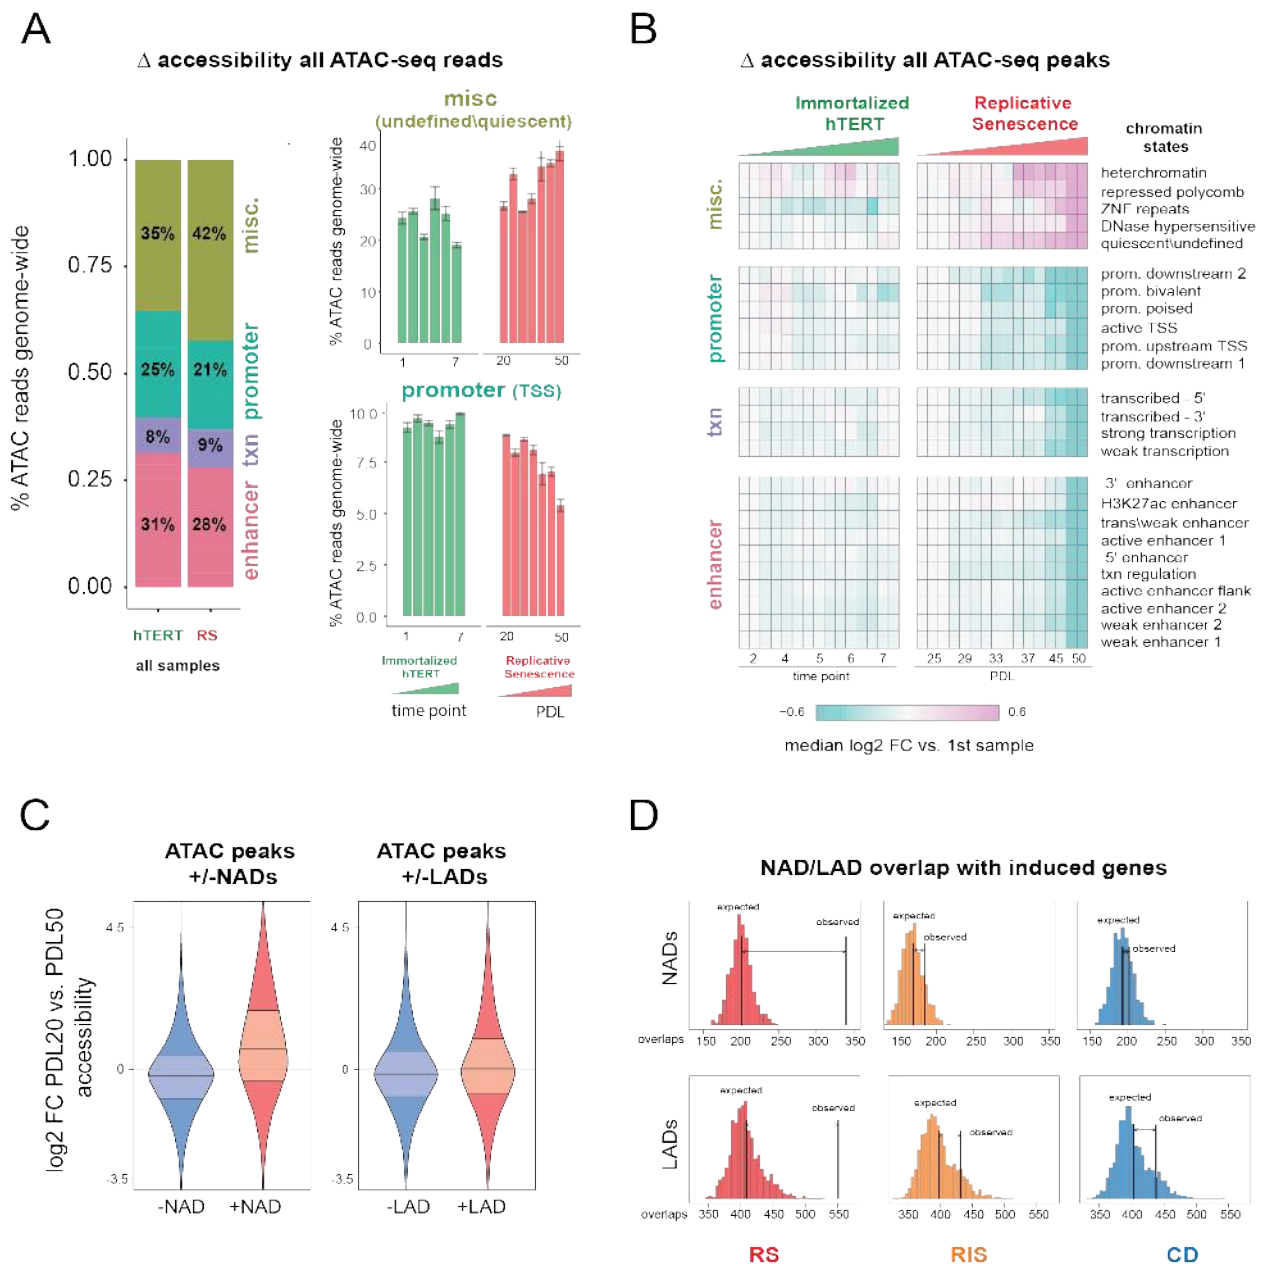 A
Δ accessibility all ATAC-seq reads
% ATAC reads genome-wide
1.00
0.75
0.50
0.25
0.00
35%
42%
25%
21%
8%
9%
31%
28%
misc.
promoter
txn
enhancer
hTERT RS
all samples
misc
(undefined\quiescent)
% ATAC reads genome-wide
40
30
20
10
0
1 7 20 50
promoter (TSS)
% ATAC reads genome-wide
10.0
7.5
5.0
2.5
0.0
1 7 20 50
Immortalized
hTERT
Replicative
Senescence
time point
PDL
B
Δ accessibility all ATAC-seq peaks
Immortalized
hTERT
Replicative
Senescence
chromatin
states
misc.
heterchromatin
repressed polycomb
ZNF repeats
DNase hypersensitive
quiescent\undefined
promoter
prom. downstream 2
prom. bivalent
prom. poised
active TSS
prom. upstream TSS
prom. downstream 1
txn
transcribed - 5'
transcribed - 3'
strong transcription
weak transcription
enhancer
3' enhancer
H3K27ac enhancer
trans\weak enhancer
active enhancer 1
5' enhancer
txn regulation
active enhancer flank
active enhancer 2
weak enhancer 2
weak enhancer 1
2 4 5 6 7
time point
25 29 33 37 45 50
PDL
−0.6
0.6
median log2 FC vs. 1st sample
C
ATAC peaks
+/-NADs
ATAC peaks
+/-LADs
log2 FC PDL20 vs. PDL50
accessibility
4 5
0
-3.5
4 5
0
-3.5
-NAD +NAD
-LAD +LAD
D
NAD/LAD overlap with induced genes
NADs
expected
observed
expected
observed
expected
observed
overlaps
150 200 250 300 350
150 200 250 300 350
150 200 250 300 350
LADs
expected
observed
expected
observed
expected
observed
overlaps
350 400 450 500 550
350 400 450 500 550
350 400 450 500 550
RS
RIS
CD